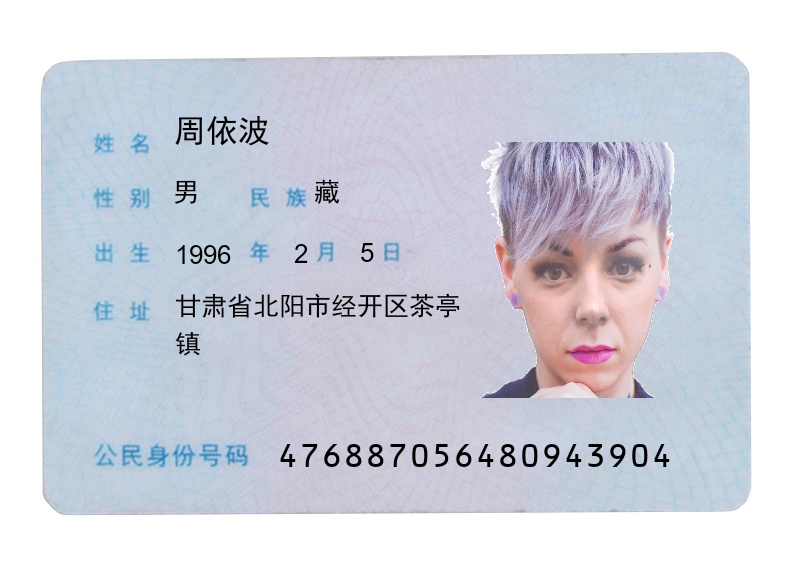 姓名 周依波
性别 男 民族 藏
出生 1996 年 2 月 5 日
住址 甘肃省北阳市经开区茶亭
镇
公民身份号码 476887056480943904